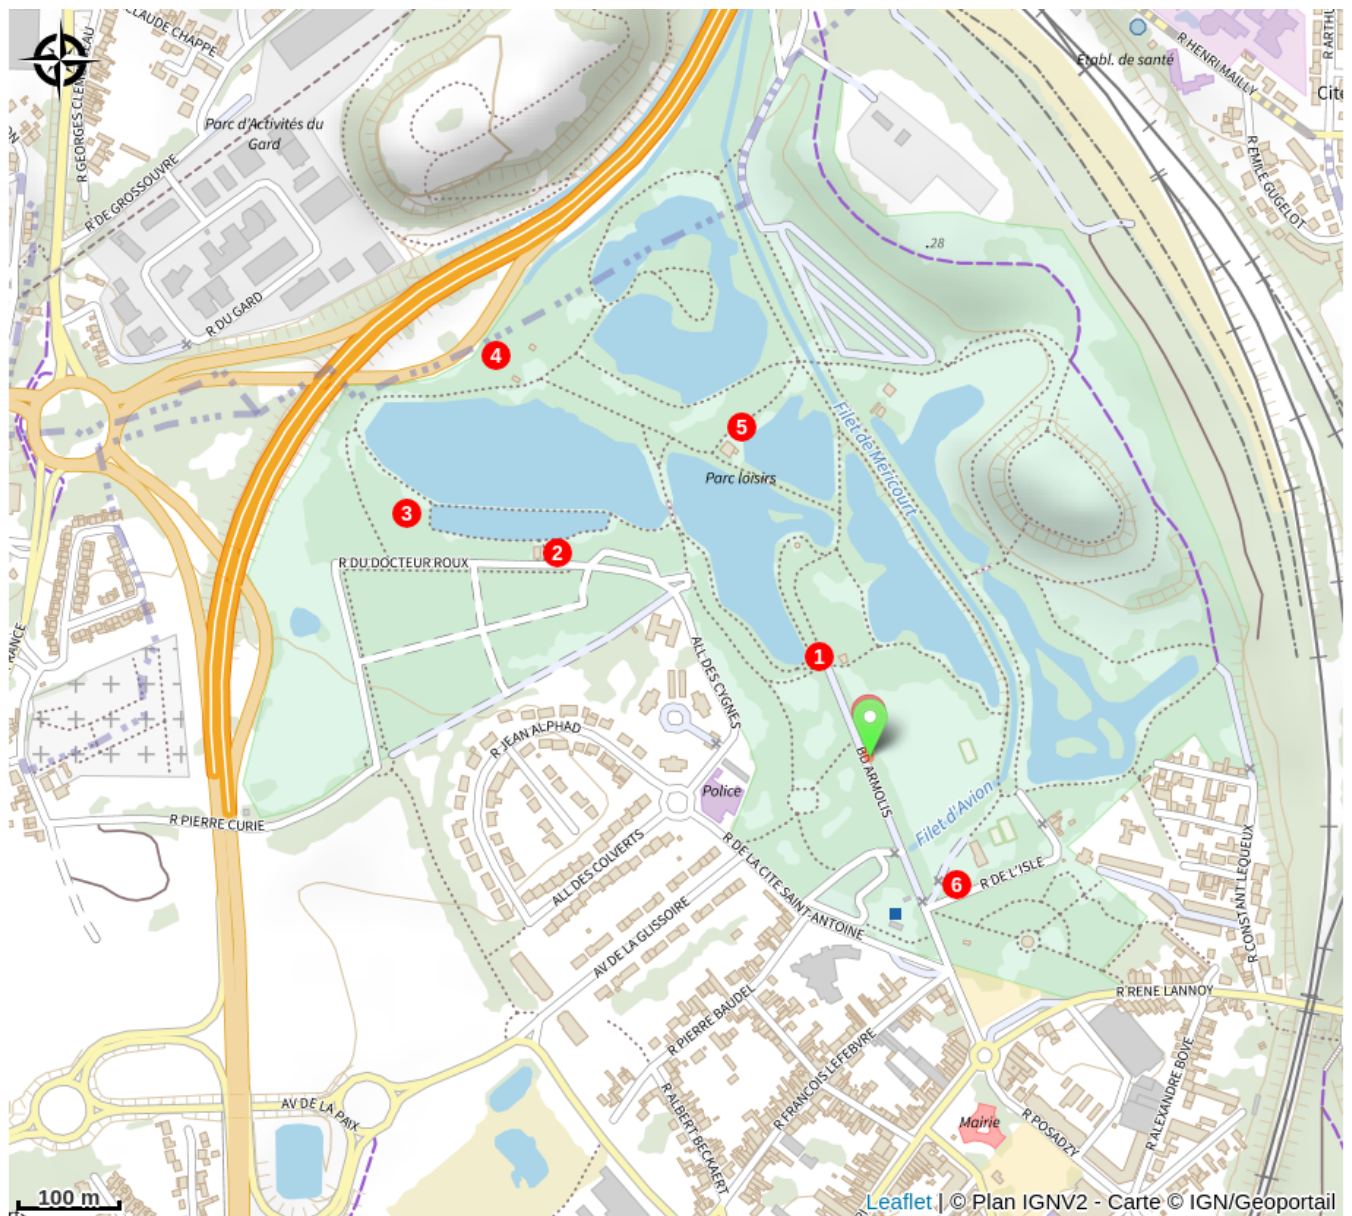 R CLAUDE CHAPPE
R HENRI MAILLY
Établ. de santé
R ARTHU
Cité
R GEORGES CLEMENCEAU
Parc d'Activités du
Gard
R DE GROSSOUVRE
R EMILE GUGELOT
.28
R DU GARD
4
Filet de Méricourt
5
Parc loisirs
3
2
R DU DOCTEUR ROUX
RANCE
1
ALL DES CYGNES
R JEAN ALPHAD
BD ARMOLIS
Police
Filet d'Avion
R PIERRE CURIE
R DE LA CITE SAINT-ANTOINE
ALL DES COLVERTS
R DE L'ISLE
6
R CONSTANT LEQUEUX
AV DE LA GLISSOIRE
R RENE LANNOY
R PIERRE BAUDEL
R FRANCOIS LEFEBVRE
R ALEXANDRE BOVE
AV DE LA PAIX
R ALBERT BECKAERT
Mairie
R POSADZY
100 m
Leaflet | © Plan IGNV2 - Carte © IGN/Geoportail